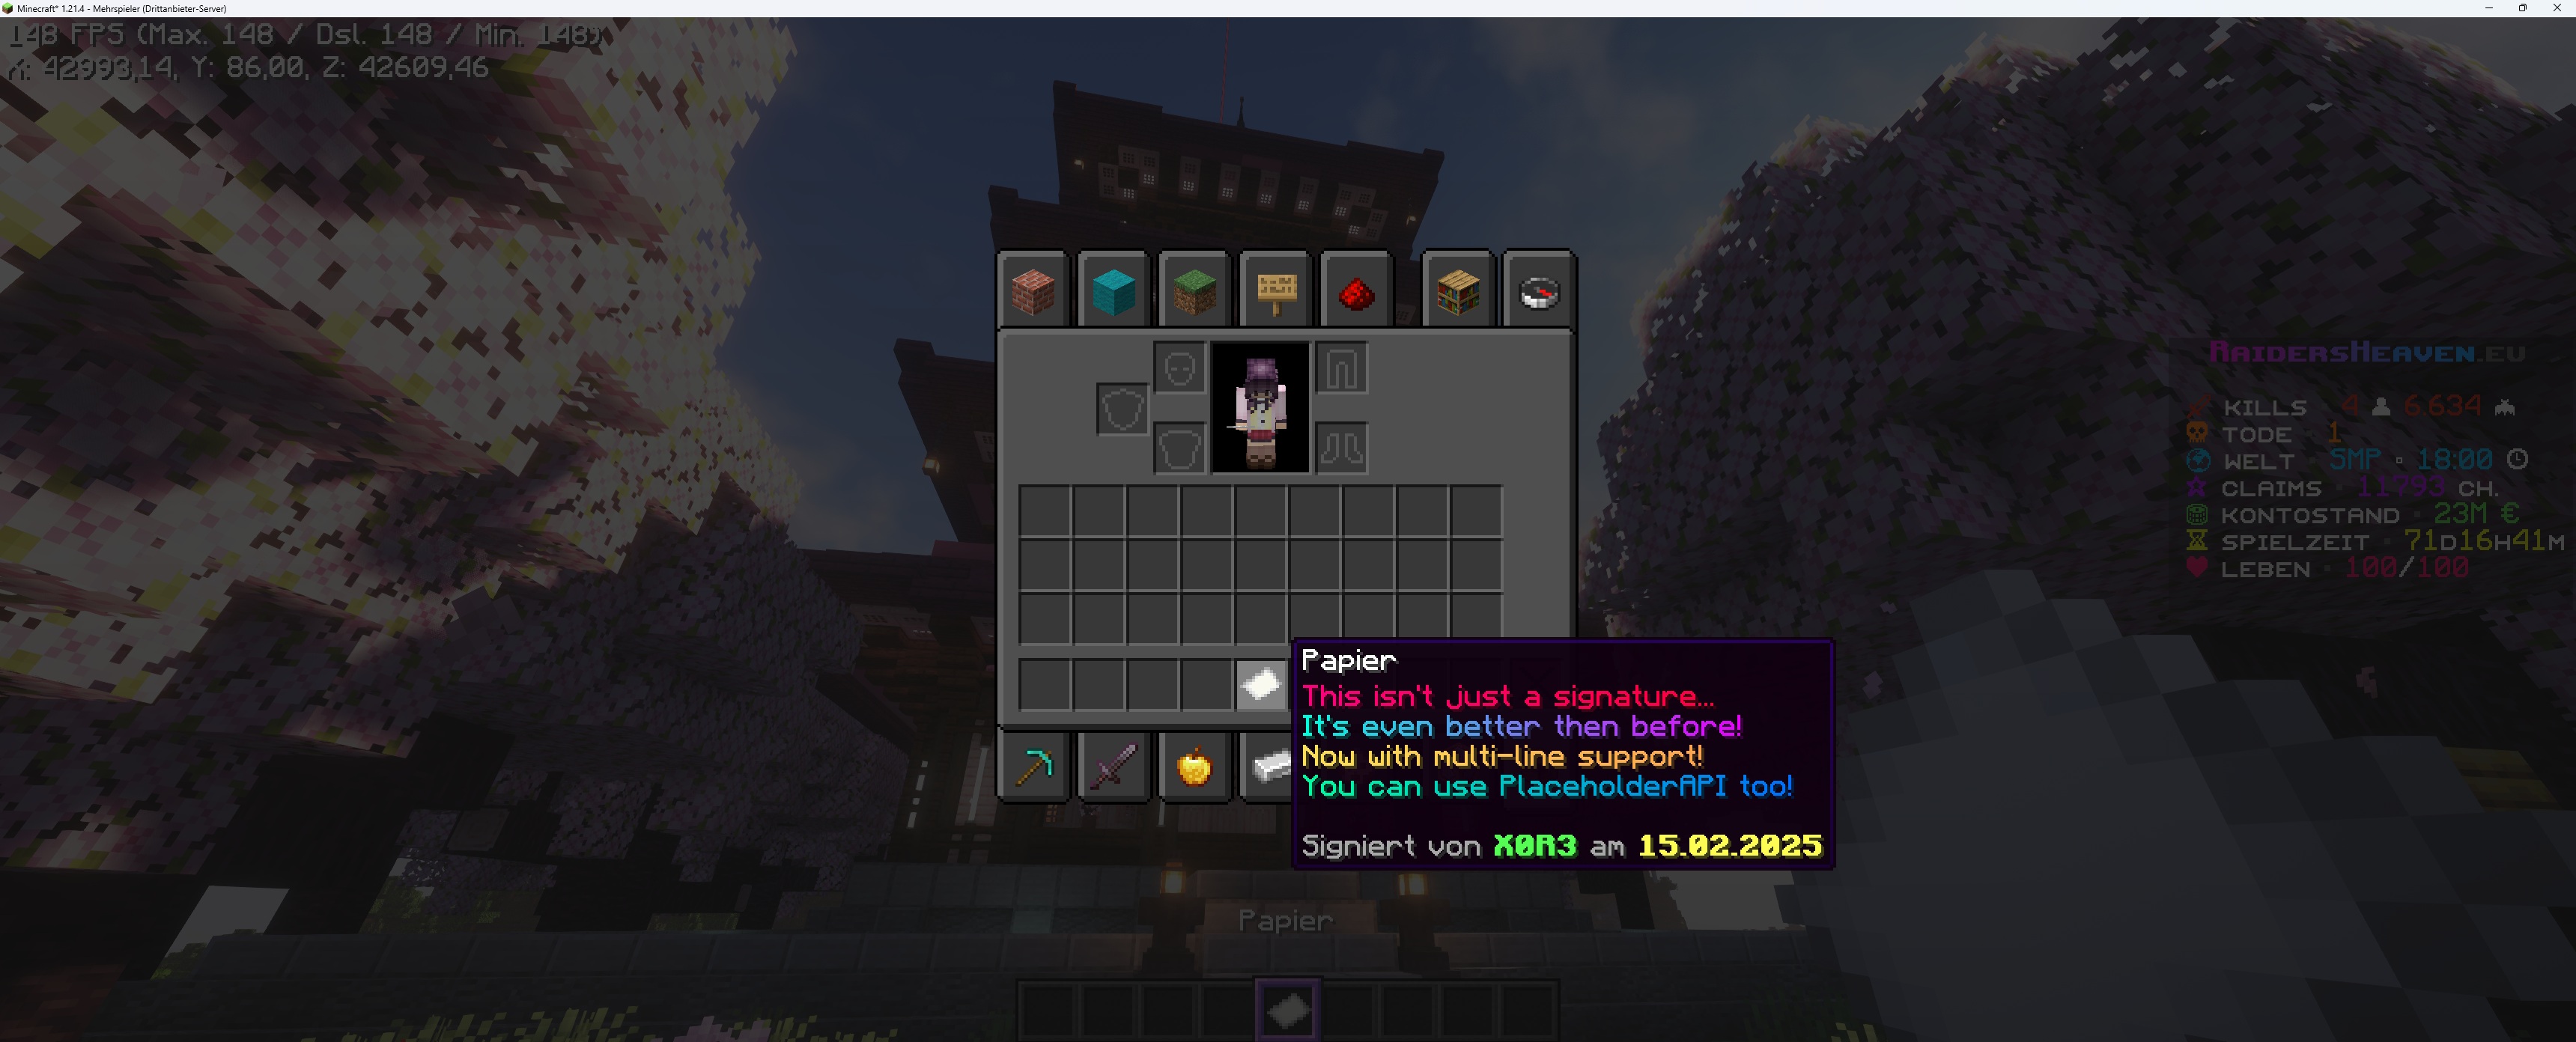 Minecraft* 1.21.4 - Mehrspieler (Drittanbieter-Server)
148 FPS (Max. 148 / Dsl. 148 / Min. 148)
X: 42993,14, Y: 86,00, Z: 42609,46
RAIDERSHEAVEN.EU
KILLS · 4 6.634
TODE · 1
WELT · SMP · 18:00
CLAIMS · 11793 CH.
KONTOSTAND · 23M €
SPIELZEIT · 71D16H41M
LEBEN · 100/100
Papier
This isn't just a signature...
It's even better then before!
Now with multi-line support!
You can use PlaceholderAPI too!
Signiert von X0R3 am 15.02.2025
Papier